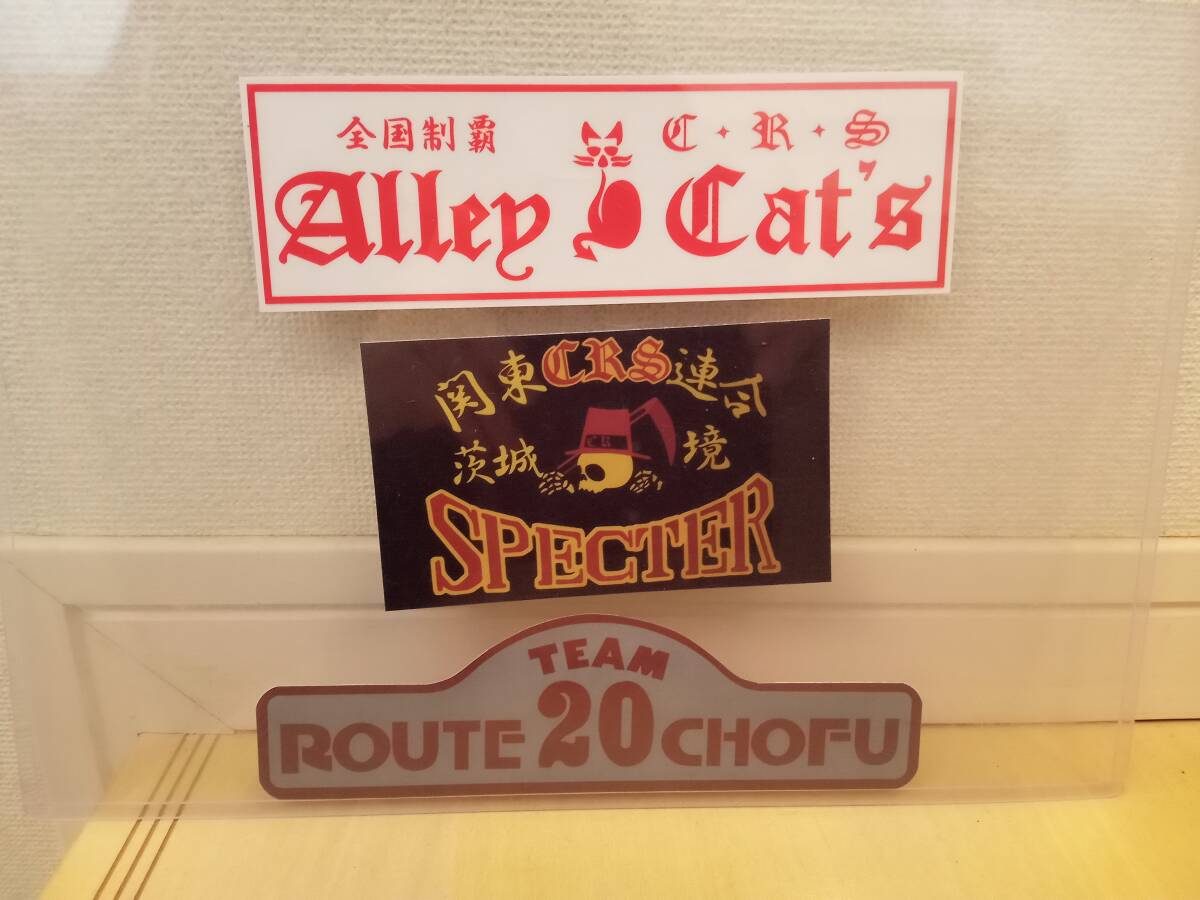 全国制覇 C・R・S
Alley Cat's
関東CRS連合
茨城 CR 境
SPECTER
TEAM
ROUTE 20 CHOFU